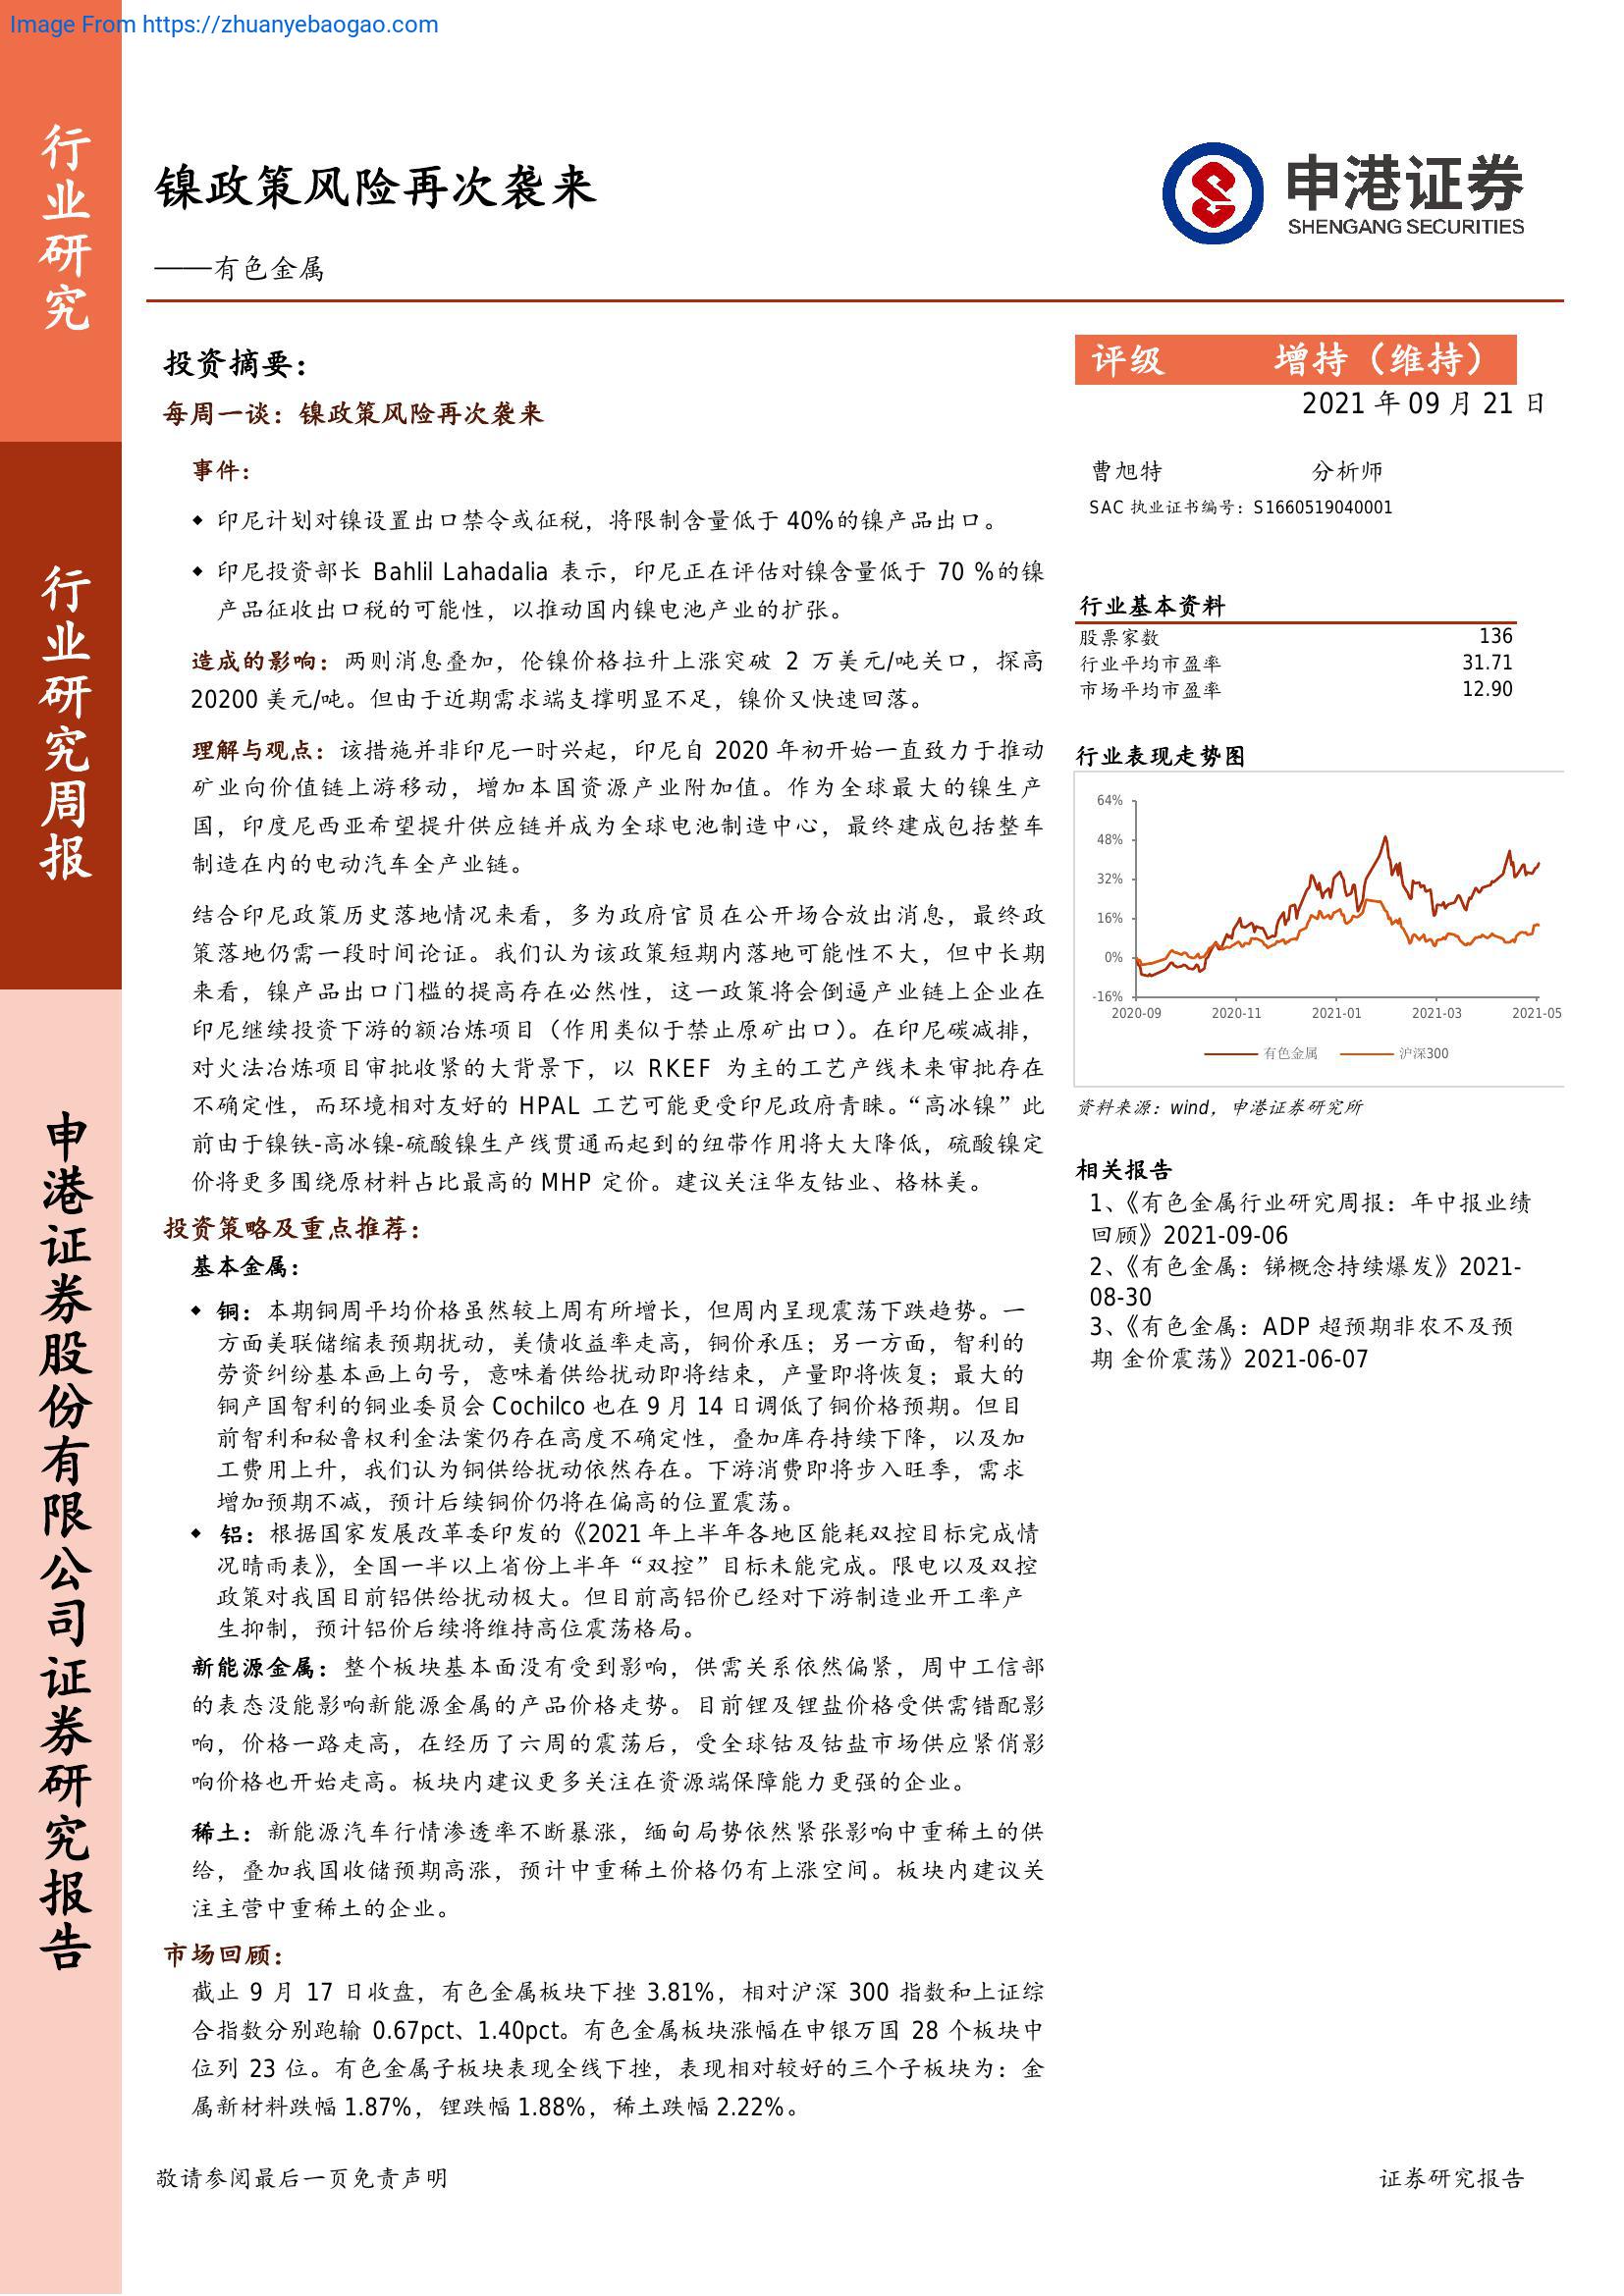 Image From https://zhuanyebaogao.com
行业研究
行业研究周报
申港证券股份有限公司证券研究报告
镍政策风险再次袭来
——有色金属
申港证券
SHENGANG SECURITIES
投资摘要：
每周一谈：镍政策风险再次袭来
事件：
◆ 印尼计划对镍设置出口禁令或征税，将限制含量低于 40%的镍产品出口。
◆ 印尼投资部长 Bahlil Lahadalia 表示，印尼正在评估对镍含量低于 70 %的镍
产品征收出口税的可能性，以推动国内镍电池产业的扩张。
造成的影响：两则消息叠加，伦镍价格拉升上涨突破 2 万美元/吨关口，探高
20200 美元/吨。但由于近期需求端支撑明显不足，镍价又快速回落。
理解与观点：该措施并非印尼一时兴起，印尼自 2020 年初开始一直致力于推动
矿业向价值链上游移动，增加本国资源产业附加值。作为全球最大的镍生产
国，印度尼西亚希望提升供应链并成为全球电池制造中心，最终建成包括整车
制造在内的电动汽车全产业链。
结合印尼政策历史落地情况来看，多为政府官员在公开场合放出消息，最终政
策落地仍需一段时间论证。我们认为该政策短期内落地可能性不大，但中长期
来看，镍产品出口门槛的提高存在必然性，这一政策将会倒逼产业链上企业在
印尼继续投资下游的额冶炼项目（作用类似于禁止原矿出口）。在印尼碳减排，
对火法冶炼项目审批收紧的大背景下，以 RKEF 为主的工艺产线未来审批存在
不确定性，而环境相对友好的 HPAL 工艺可能更受印尼政府青睐。“高冰镍”此
前由于镍铁-高冰镍-硫酸镍生产线贯通而起到的纽带作用将大大降低，硫酸镍定
价将更多围绕原材料占比最高的 MHP 定价。建议关注华友钴业、格林美。
投资策略及重点推荐：
基本金属：
◆ 铜：本期铜周平均价格虽然较上周有所增长，但周内呈现震荡下跌趋势。一
方面美联储缩表预期扰动，美债收益率走高，铜价承压；另一方面，智利的
劳资纠纷基本画上句号，意味着供给扰动即将结束，产量即将恢复；最大的
铜产国智利的铜业委员会 Cochilco 也在 9 月 14 日调低了铜价格预期。但目
前智利和秘鲁权利金法案仍存在高度不确定性，叠加库存持续下降，以及加
工费用上升，我们认为铜供给扰动依然存在。下游消费即将步入旺季，需求
增加预期不减，预计后续铜价仍将在偏高的位置震荡。
◆ 铝：根据国家发展改革委印发的《2021 年上半年各地区能耗双控目标完成情
况晴雨表》，全国一半以上省份上半年“双控”目标未能完成。限电以及双控
政策对我国目前铝供给扰动极大。但目前高铝价已经对下游制造业开工率产
生抑制，预计铝价后续将维持高位震荡格局。
新能源金属：整个板块基本面没有受到影响，供需关系依然偏紧，周中工信部
的表态没能影响新能源金属的产品价格走势。目前锂及锂盐价格受供需错配影
响，价格一路走高，在经历了六周的震荡后，受全球钴及钴盐市场供应紧俏影
响价格也开始走高。板块内建议更多关注在资源端保障能力更强的企业。
稀土：新能源汽车行情渗透率不断暴涨，缅甸局势依然紧张影响中重稀土的供
给，叠加我国收储预期高涨，预计中重稀土价格仍有上涨空间。板块内建议关
注主营中重稀土的企业。
市场回顾：
截止 9 月 17 日收盘，有色金属板块下挫 3.81%，相对沪深 300 指数和上证综
合指数分别跑输 0.67pct、1.40pct。有色金属板块涨幅在申银万国 28 个板块中
位列 23 位。有色金属子板块表现全线下挫，表现相对较好的三个子板块为：金
属新材料跌幅 1.87%，锂跌幅 1.88%，稀土跌幅 2.22%。
评级 增持（维持）
2021 年 09 月 21 日
曹旭特 分析师
SAC 执业证书编号：S1660519040001
行业基本资料
股票家数 136
行业平均市盈率 31.71
市场平均市盈率 12.90
行业表现走势图
64%
48%
32%
16%
0%
-16%
2020-09 2020-11 2021-01 2021-03 2021-05
有色金属 沪深300
资料来源：wind，申港证券研究所
相关报告
1、《有色金属行业研究周报：年中报业绩
回顾》2021-09-06
2、《有色金属：锑概念持续爆发》2021-
08-30
3、《有色金属：ADP 超预期非农不及预
期 金价震荡》2021-06-07
敬请参阅最后一页免责声明 证券研究报告